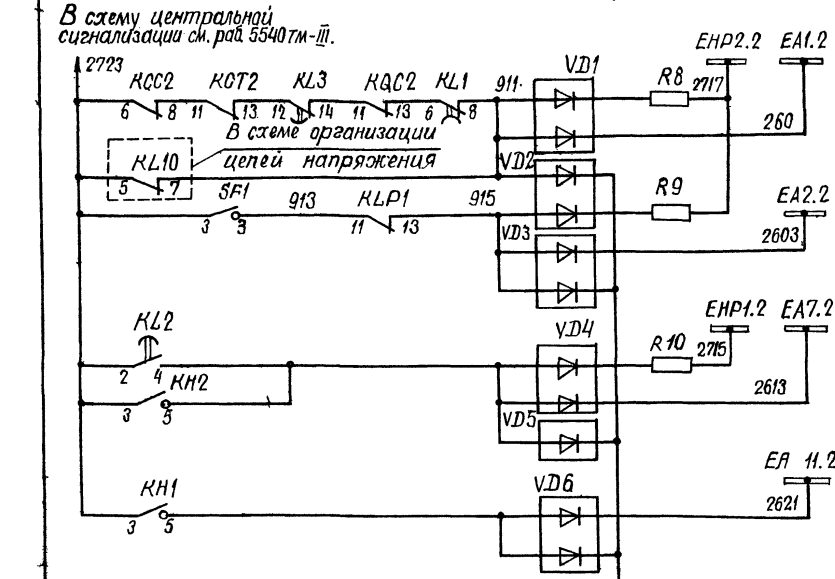 В схему центральной
сигнализации см. раб 5540тм-III.
2723
EHP2.2 EA1.2
KCC2 KCT2 KL3 KQC2 KL1 911 VD1 R8 2717
6 8 11 13 12 14 11 13 6 8
260
В схеме организации
цепей напряжения
KL10
5 7
VD2
SF1 913 KLP1 915 R9 EA2.2
3 3 11 13
VD3 2603
EHP1.2 EA7.2
KL2 VD4 R10 2715
2 4
KH2 2613
3 5
VD5
EA 11.2
KH1 VD6
3 5 2621